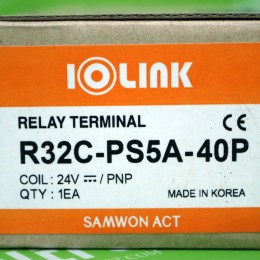 IOLINK
RELAY TERMINAL CE
R32C-PS5A-40P
COIL : 24V ⎓ / PNP
QTY : 1EA MADE IN KOREA
SAMWON ACT